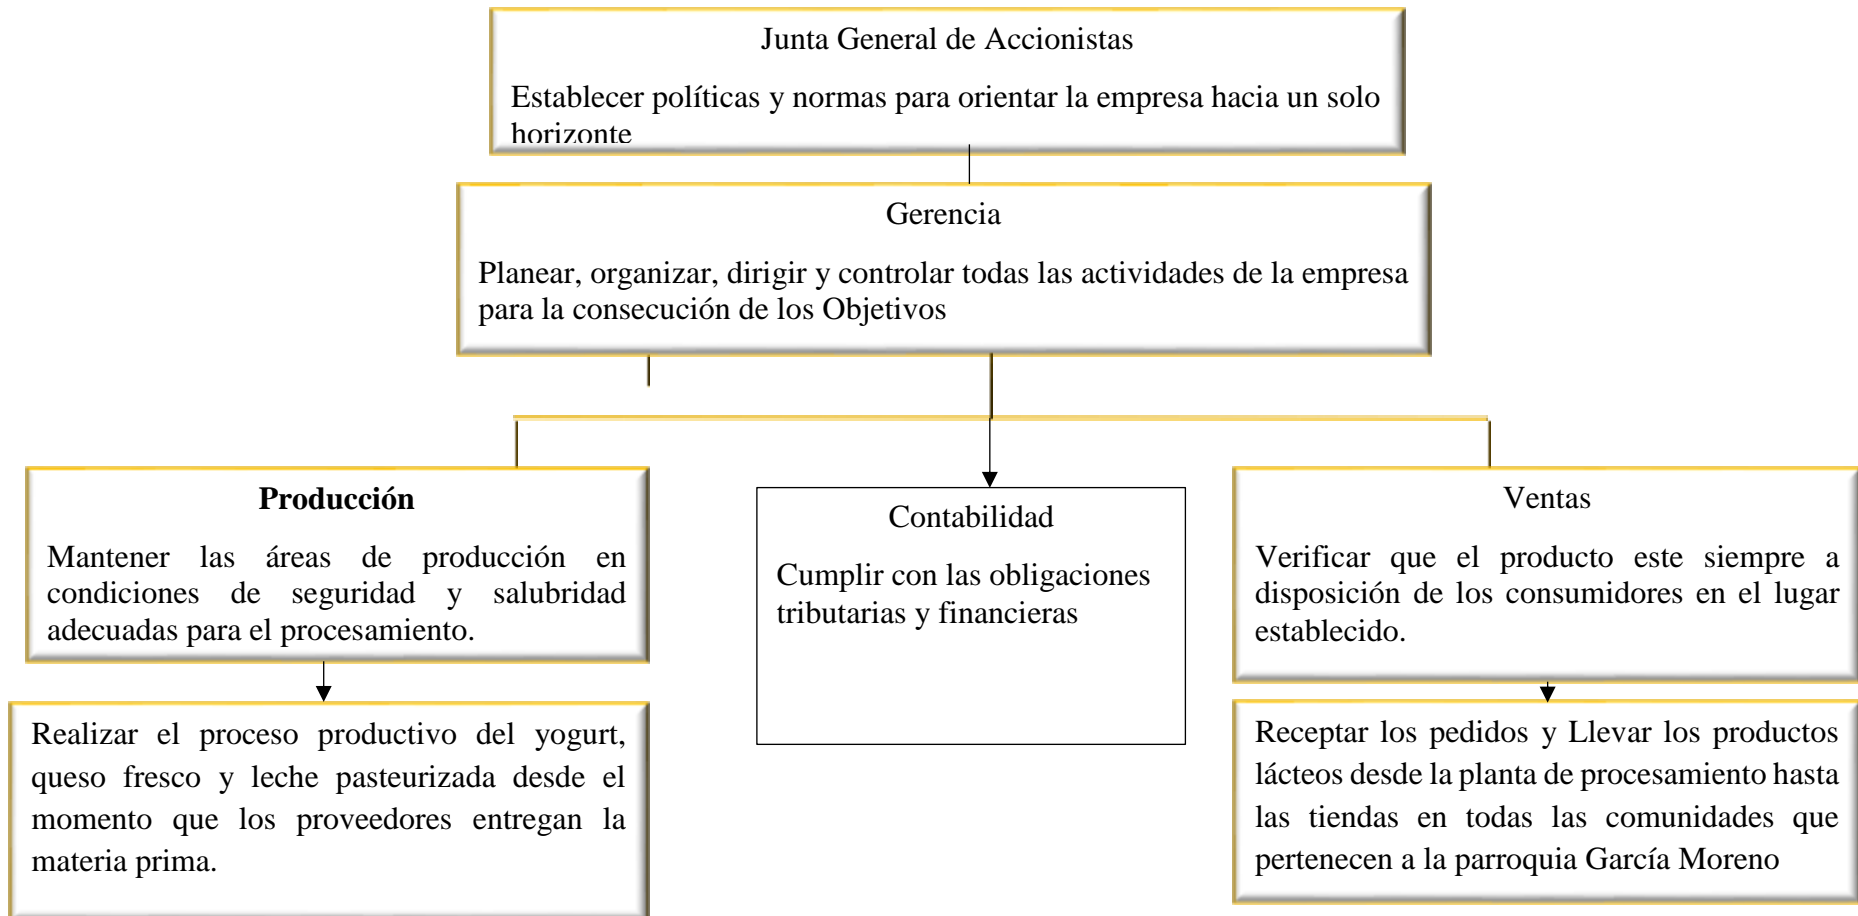 Junta General de Accionistas
Establecer políticas y normas para orientar la empresa hacia un solo
horizonte
Gerencia
Planear, organizar, dirigir y controlar todas las actividades de la empresa
para la consecución de los Objetivos
Producción
Mantener las áreas de producción en
condiciones de seguridad y salubridad
adecuadas para el procesamiento.
Contabilidad
Cumplir con las obligaciones
tributarias y financieras
Ventas
Verificar que el producto este siempre a
disposición de los consumidores en el lugar
establecido.
Realizar el proceso productivo del yogurt,
queso fresco y leche pasteurizada desde el
momento que los proveedores entregan la
materia prima.
Receptar los pedidos y Llevar los productos
lácteos desde la planta de procesamiento hasta
las tiendas en todas las comunidades que
pertenecen a la parroquia García Moreno